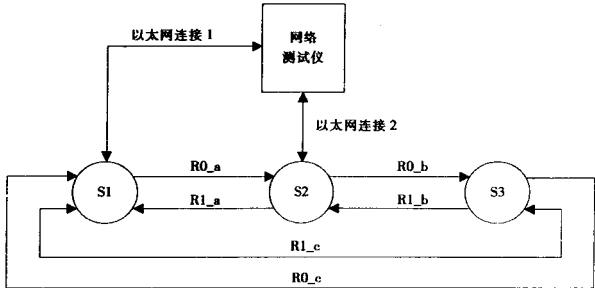 以太网连接1
网络
测试仪
以太网连接2
R0_a
R0_b
S1
S2
S3
R1_a
R1_b
R1_c
R0_c